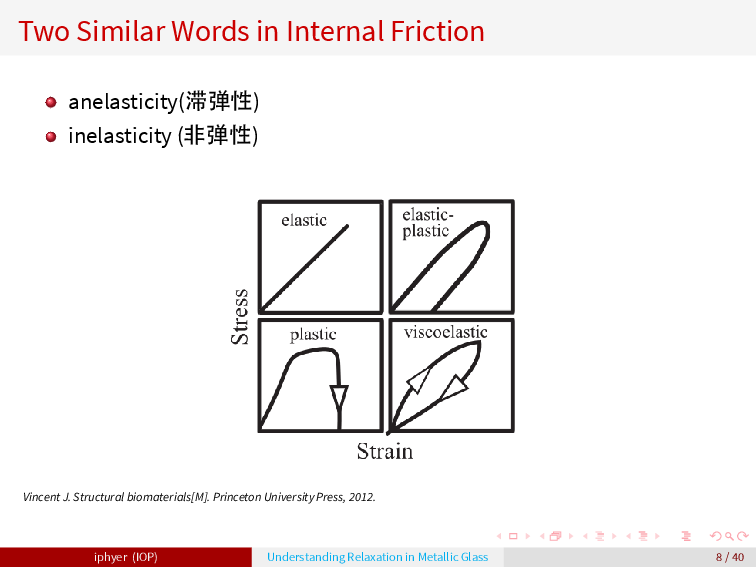 Two Similar Words in Internal Friction
anelasticity(滞弹性)
inelasticity (非弹性)
elastic
elastic-
plastic
plastic
viscoelastic
Stress
Strain
Vincent J. Structural biomaterials[M]. Princeton University Press, 2012.
iphyer (IOP)
Understanding Relaxation in Metallic Glass
8 / 40